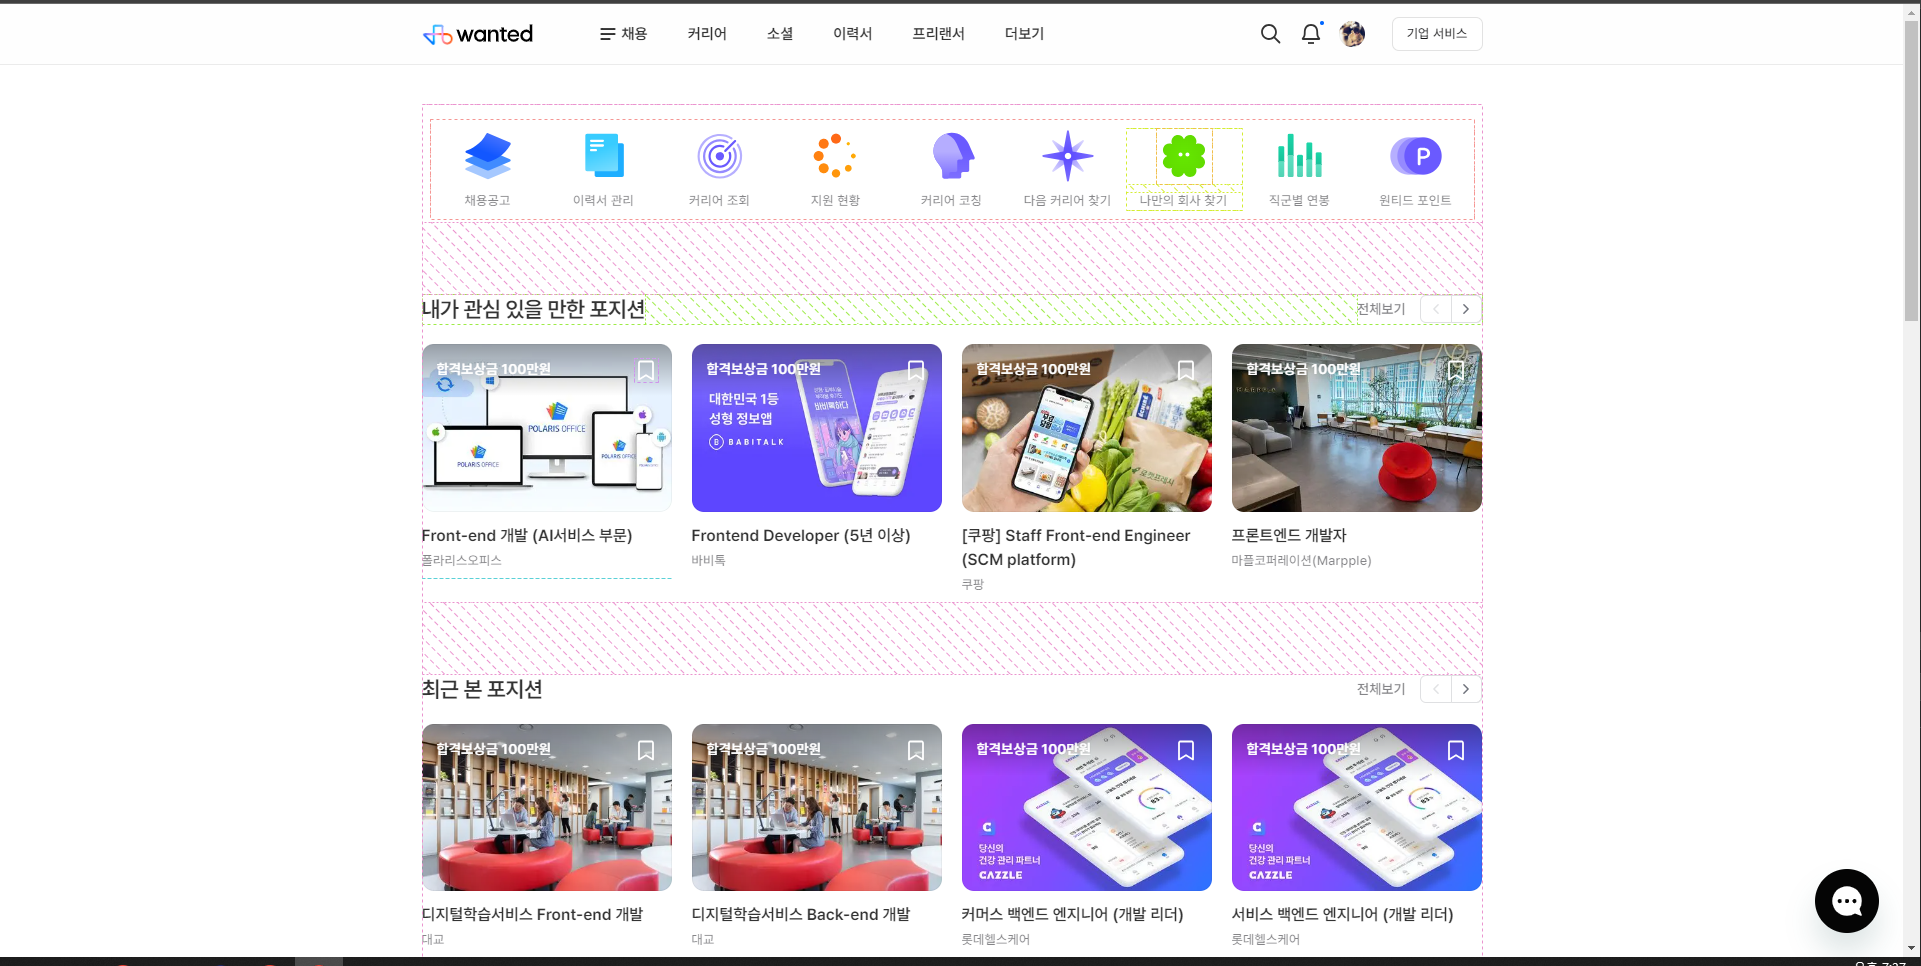 wanted
채용
커리어
소셜
이력서
프리랜서
더보기
기업 서비스
채용공고
이력서 관리
커리어 조회
지원 현황
커리어 코칭
다음 커리어 찾기
나만의 회사 찾기
직군별 연봉
P
원티드 포인트
내가 관심 있을 만한 포지션
전체보기
합격보상금 100만원
POLARIS OFFICE
POLARIS OFFICE
POLARIS OFFICE
Front-end 개발 (AI서비스 부문)
폴라리스오피스
합격보상금 100만원
대한민국 1등
성형 정보앱
BABITALK
Frontend Developer (5년 이상)
바비톡
합격보상금 100만원
[쿠팡] Staff Front-end Engineer
(SCM platform)
쿠팡
합격보상금 100만원
프론트엔드 개발자
마플코퍼레이션(Marpple)
최근 본 포지션
전체보기
합격보상금 100만원
디지털학습서비스 Front-end 개발
대교
합격보상금 100만원
디지털학습서비스 Back-end 개발
대교
합격보상금 100만원
C
당신의
건강 관리 파트너
CAZZLE
커머스 백엔드 엔지니어 (개발 리더)
롯데헬스케어
합격보상금 100만원
C
당신의
건강 관리 파트너
CAZZLE
서비스 백엔드 엔지니어 (개발 리더)
롯데헬스케어